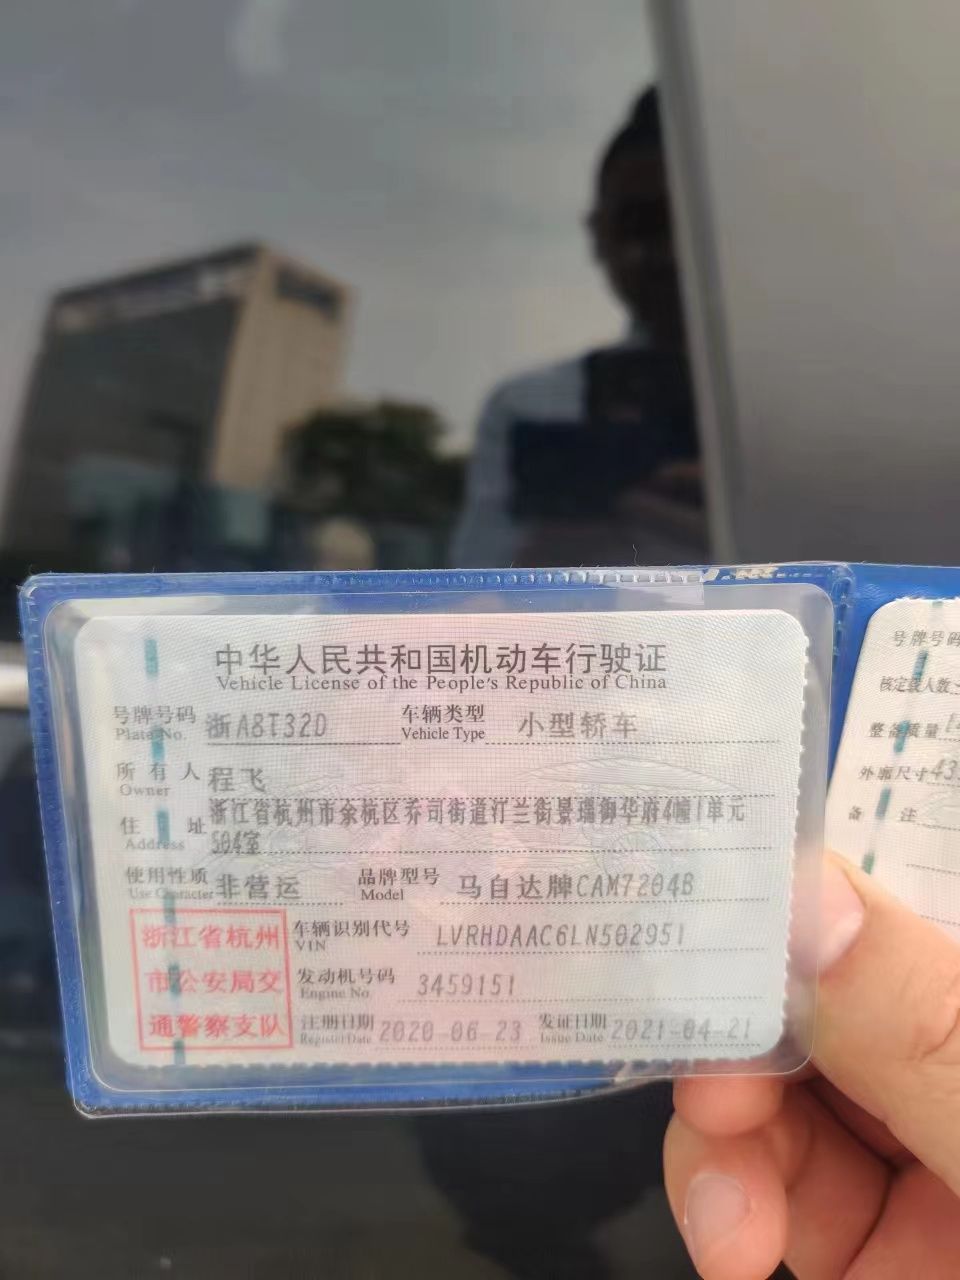 中华人民共和国机动车行驶证
Vehicle License of the People's Republic of China
号牌号码 浙A8T32D 车辆类型 小型轿车
Plate No. Vehicle Type
所有人 程飞
Owner
住址 浙江省杭州市余杭区乔司街道汀兰街景瑞御华府4幢1单元
Address 504室
使用性质 非营运 品牌型号 马自达牌CAM7204B
Use Character Model
浙江省杭州
市公安局交
通警察支队
车辆识别代号 LVRHDAAC6LN502951
VIN
发动机号码 3459151
Engine No.
注册日期 2020-06-23 发证日期 2021-04-21
Register Date Issue Date
号牌号码
核定载人数
整备质量
外廓尺寸 43
备注